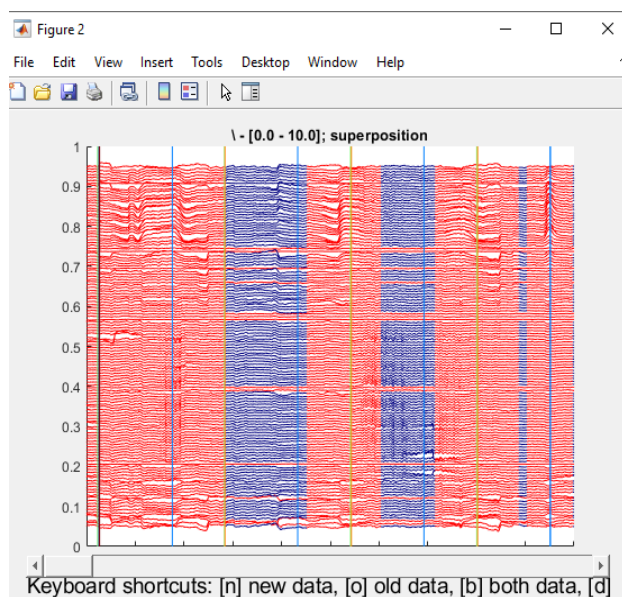 Figure 2
File Edit View Insert Tools Desktop Window Help
\ - [0.0 - 10.0]; superposition
1
0.9
0.8
0.7
0.6
0.5
0.4
0.3
0.2
0.1
0
Keyboard shortcuts: [n] new data, [o] old data, [b] both data, [d]